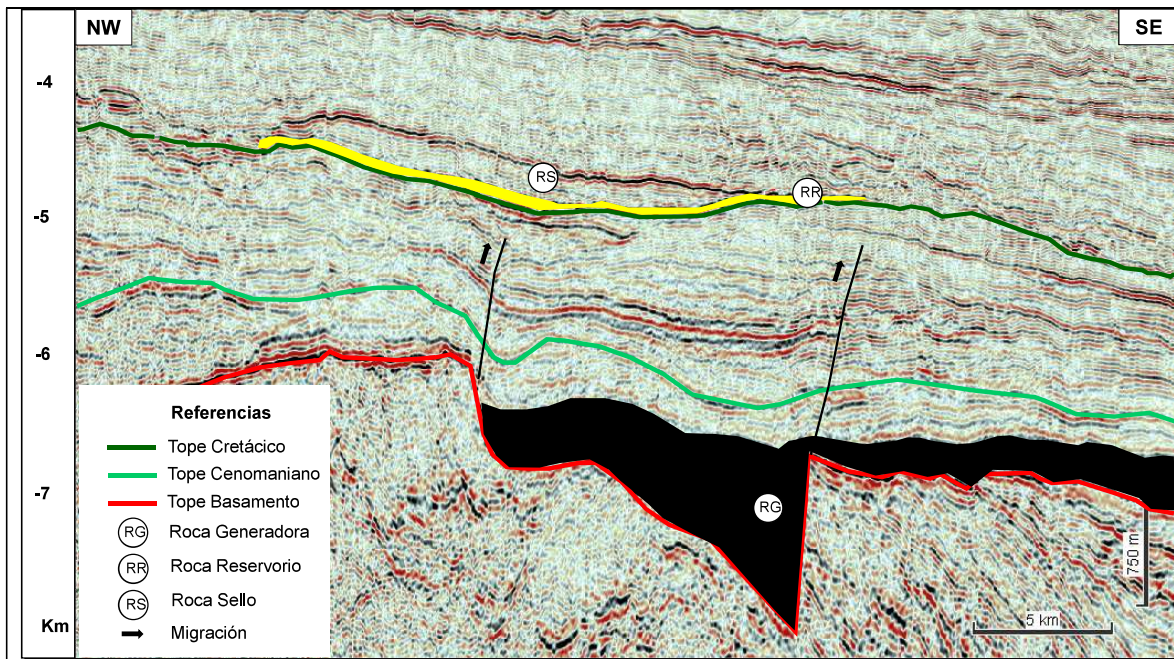 NW
SE
-4
-5
-6
-7
Km
RS
RR
RG
Referencias
Tope Cretácico
Tope Cenomaniano
Tope Basamento
RG Roca Generadora
RR Roca Reservorio
RS Roca Sello
Migración
750 m
5 km